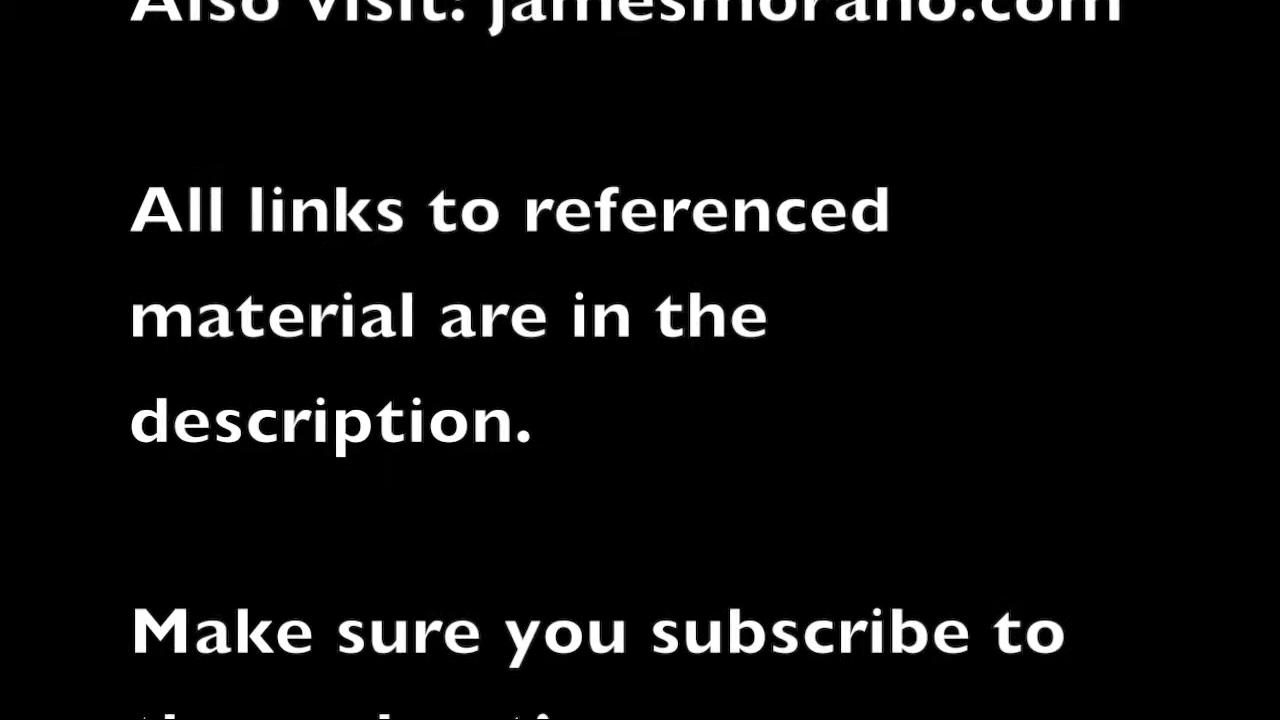 Also visit: jamesmorano.com
All links to referenced
material are in the
description.
Make sure you subscribe to